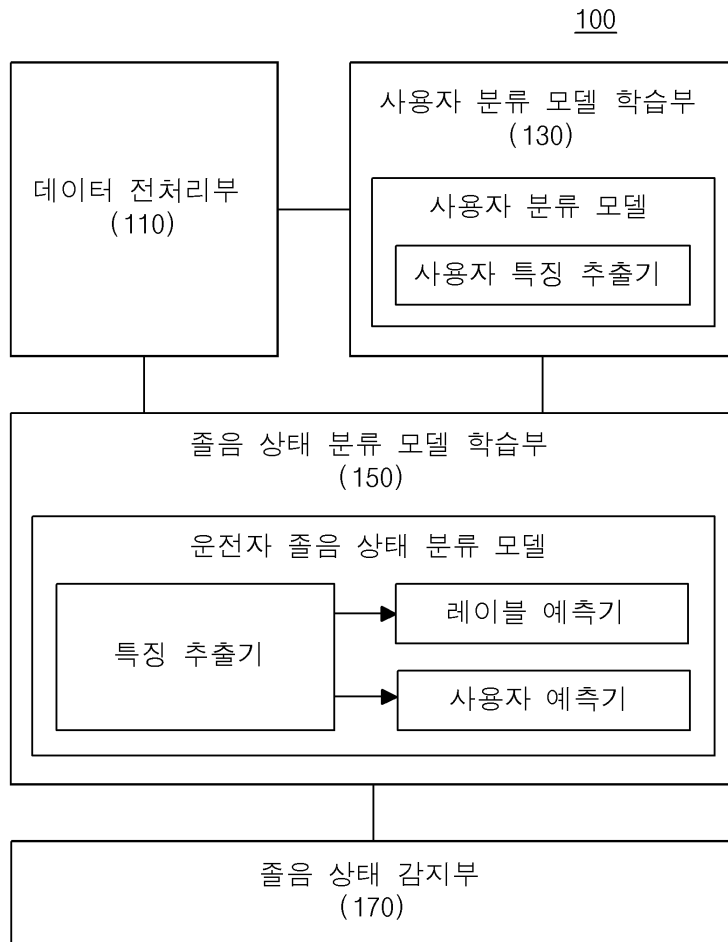 100
데이터 전처리부
(110)
사용자 분류 모델 학습부
(130)
사용자 분류 모델
사용자 특징 추출기
졸음 상태 분류 모델 학습부
(150)
운전자 졸음 상태 분류 모델
특징 추출기
레이블 예측기
사용자 예측기
졸음 상태 감지부
(170)